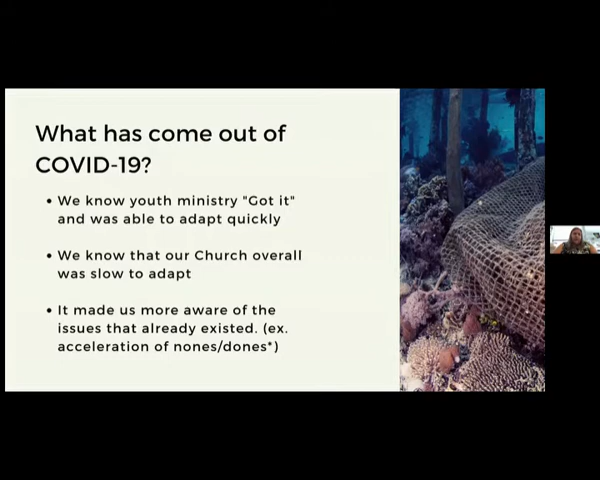 What has come out of
COVID-19?
• We know youth ministry "Got it"
and was able to adapt quickly
• We know that our Church overall
was slow to adapt
• It made us more aware of the
issues that already existed. (ex.
acceleration of nones/dones*)